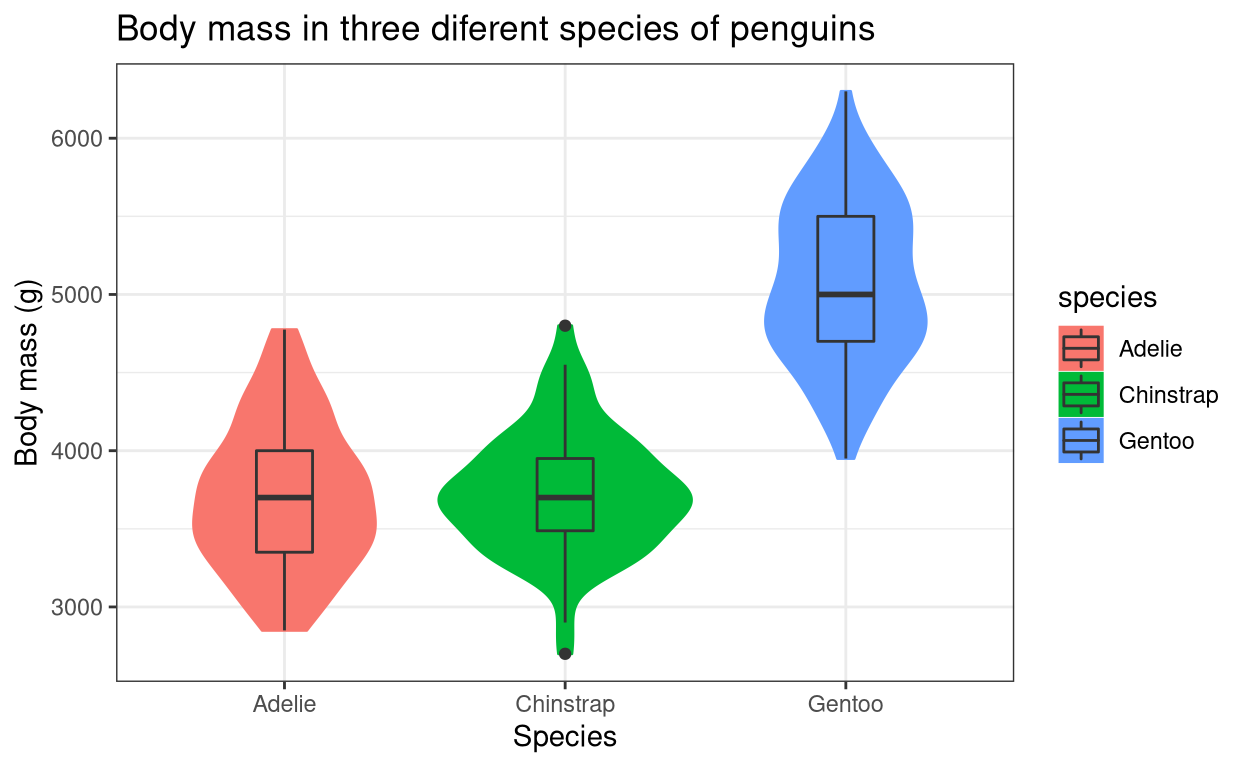 Body mass in three diferent species of penguins
Body mass (g)
6000
5000
4000
3000
Adelie
Chinstrap
Gentoo
Species
species
Adelie
Chinstrap
Gentoo